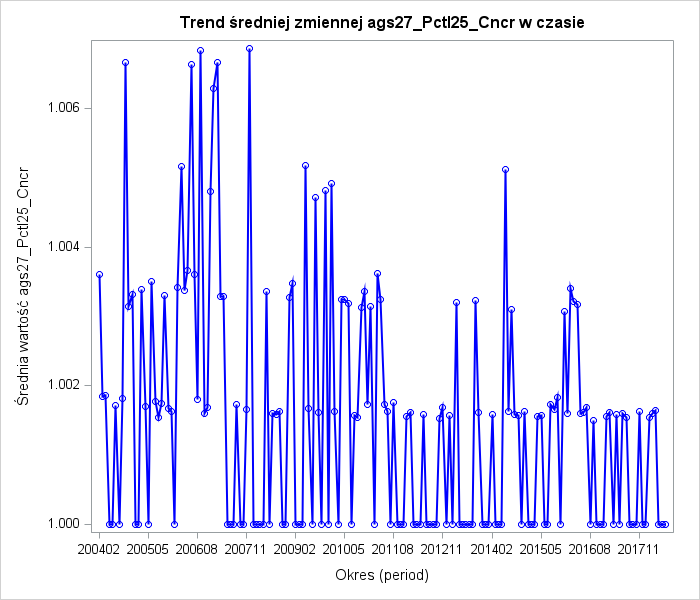 Trend średniej zmiennej ags27_Pctl25_Cncr w czasie
Średnia wartość ags27_Pctl25_Cncr
1.006
1.004
1.002
1.000
200402 200505 200608 200711 200902 201005 201108 201211 201402 201505 201608 201711
Okres (period)